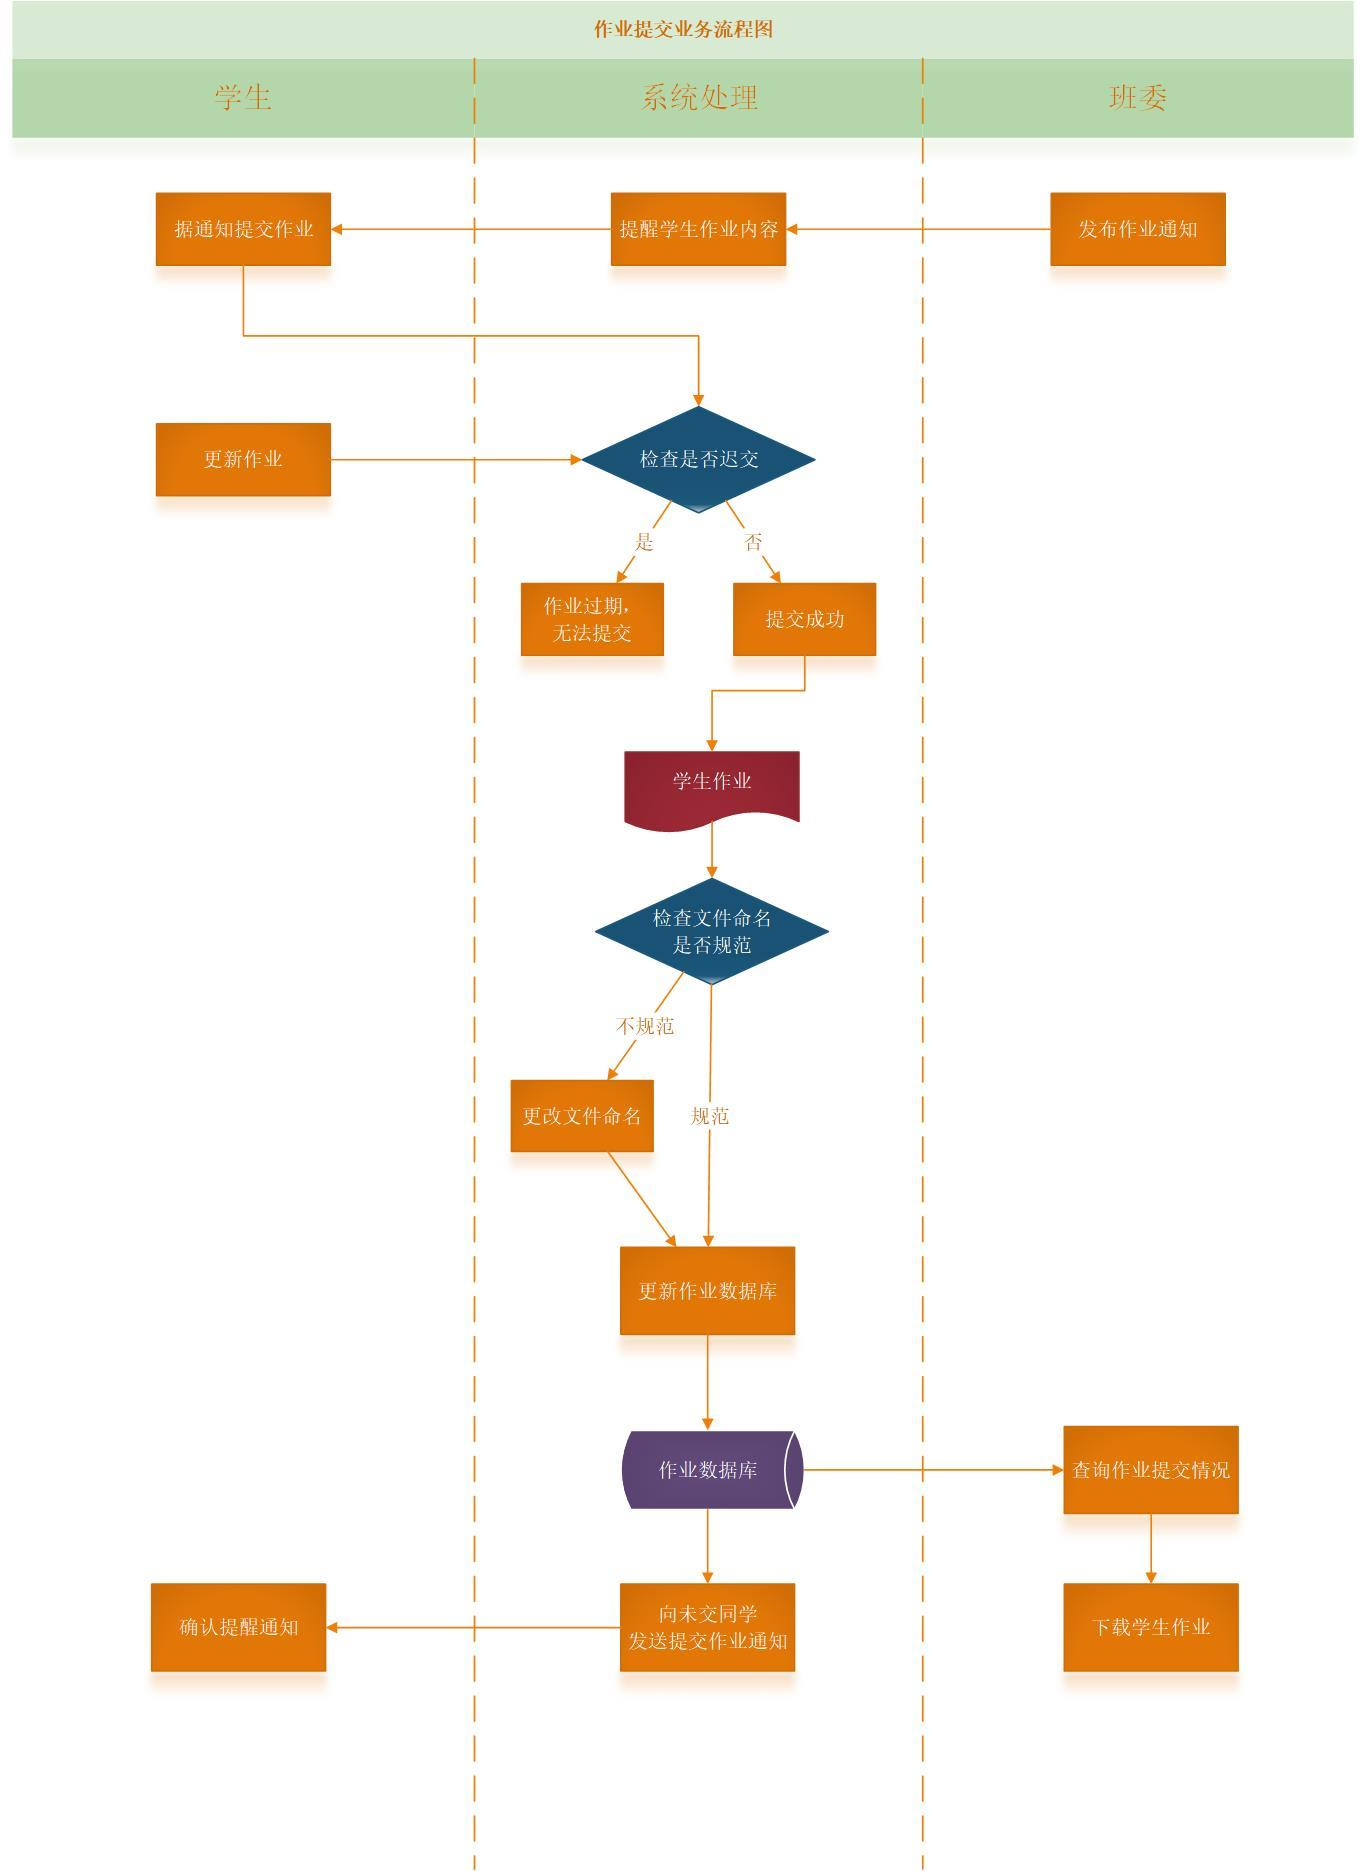 作业提交业务流程图
学生
系统处理
班委
据通知提交作业
提醒学生作业内容
发布作业通知
更新作业
检查是否迟交
是
否
作业过期，
无法提交
提交成功
学生作业
检查文件命名
是否规范
不规范
更改文件命名
规范
更新作业数据库
作业数据库
查询作业提交情况
确认提醒通知
向未交同学
发送提交作业通知
下载学生作业